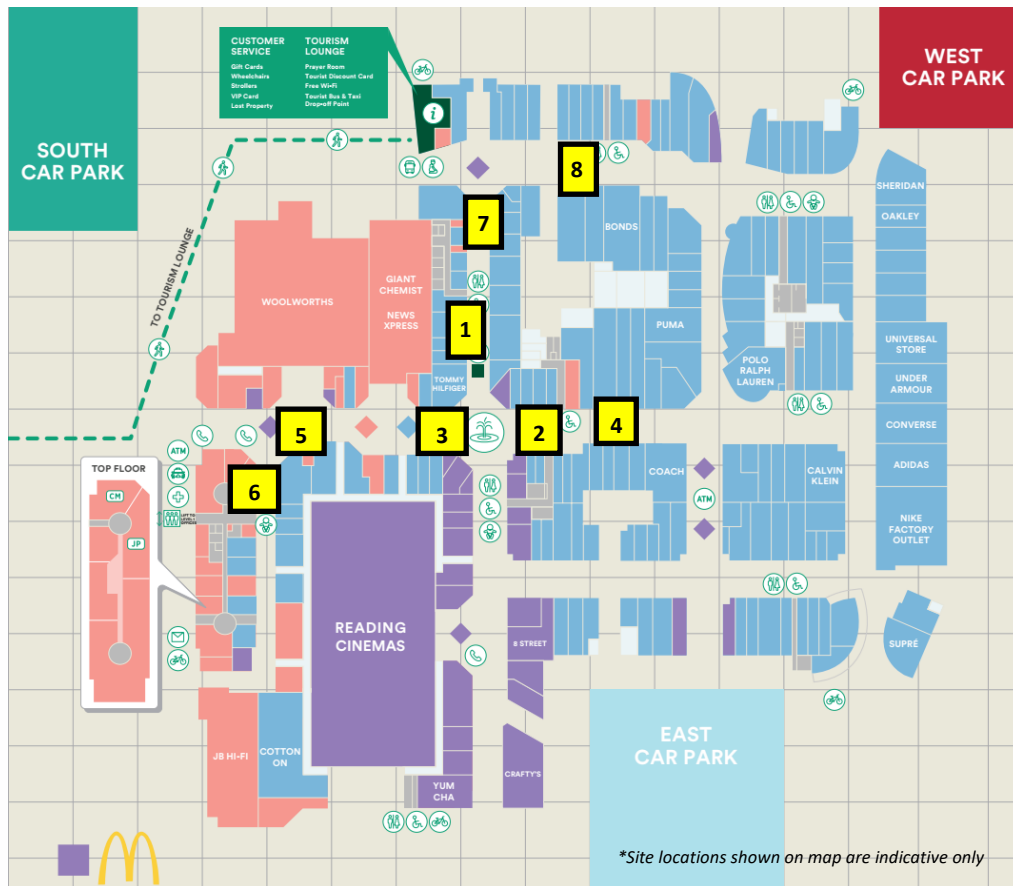 CUSTOMER SERVICE
Gift Cards
Wheelchairs
Strollers
VIP Card
Lost Property
TOURISM LOUNGE
Prayer Room
Tourist Discount Card
Free Wi-Fi
Tourist Bus & Taxi
Drop-off Point
WEST
CAR PARK
SOUTH
CAR PARK
i
8
SHERIDAN
OAKLEY
7
BONDS
TO TOURISM LOUNGE
WOOLWORTHS
GIANT
CHEMIST
NEWS
XPRESS
1
PUMA
UNIVERSAL
STORE
POLO
RALPH
LAUREN
TOMMY
HILFIGER
UNDER
ARMOUR
5
3
2
4
CONVERSE
ATM
TOP FLOOR
CM
6
COACH
CALVIN
KLEIN
ADIDAS
ATM
LIFT TO
LEVEL 1
OFFICES
JP
NIKE
FACTORY
OUTLET
READING
CINEMAS
B STREET
SUPRÉ
JB HI-FI
COTTON
ON
EAST
CAR PARK
CRAFTY'S
YUM
CHA
*Site locations shown on map are indicative only